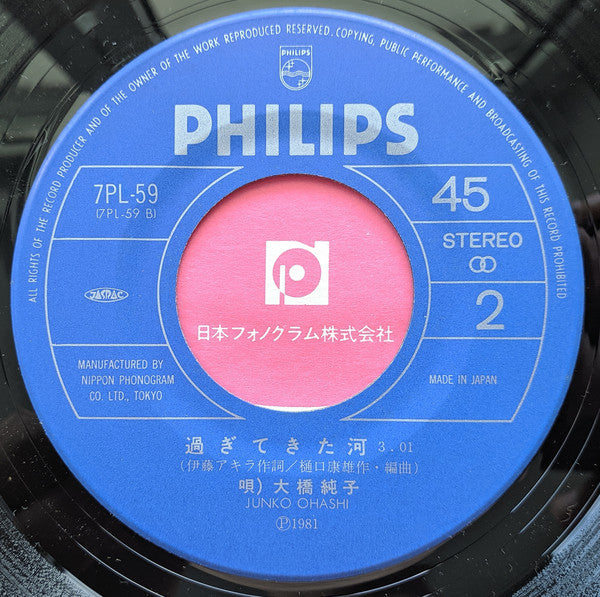 ALL RIGHTS OF THE RECORD PRODUCER AND OF THE OWNER OF THE WORK REPRODUCED RESERVED. COPYING, PUBLIC PERFORMANCE AND BROADCASTING OF THIS RECORD PROHIBITED
PHILIPS
PHILIPS
7PL-59
(7PL-59 B)
45
STEREO
2
JASRAC
日本フォノグラム株式会社
MANUFACTURED BY
NIPPON PHONOGRAM
CO. LTD., TOKYO
MADE IN JAPAN
過ぎてきた河 3.01
(伊藤アキラ作詞/樋口康雄作・編曲)
唄) 大橋純子
JUNKO OHASHI
Ⓟ1981